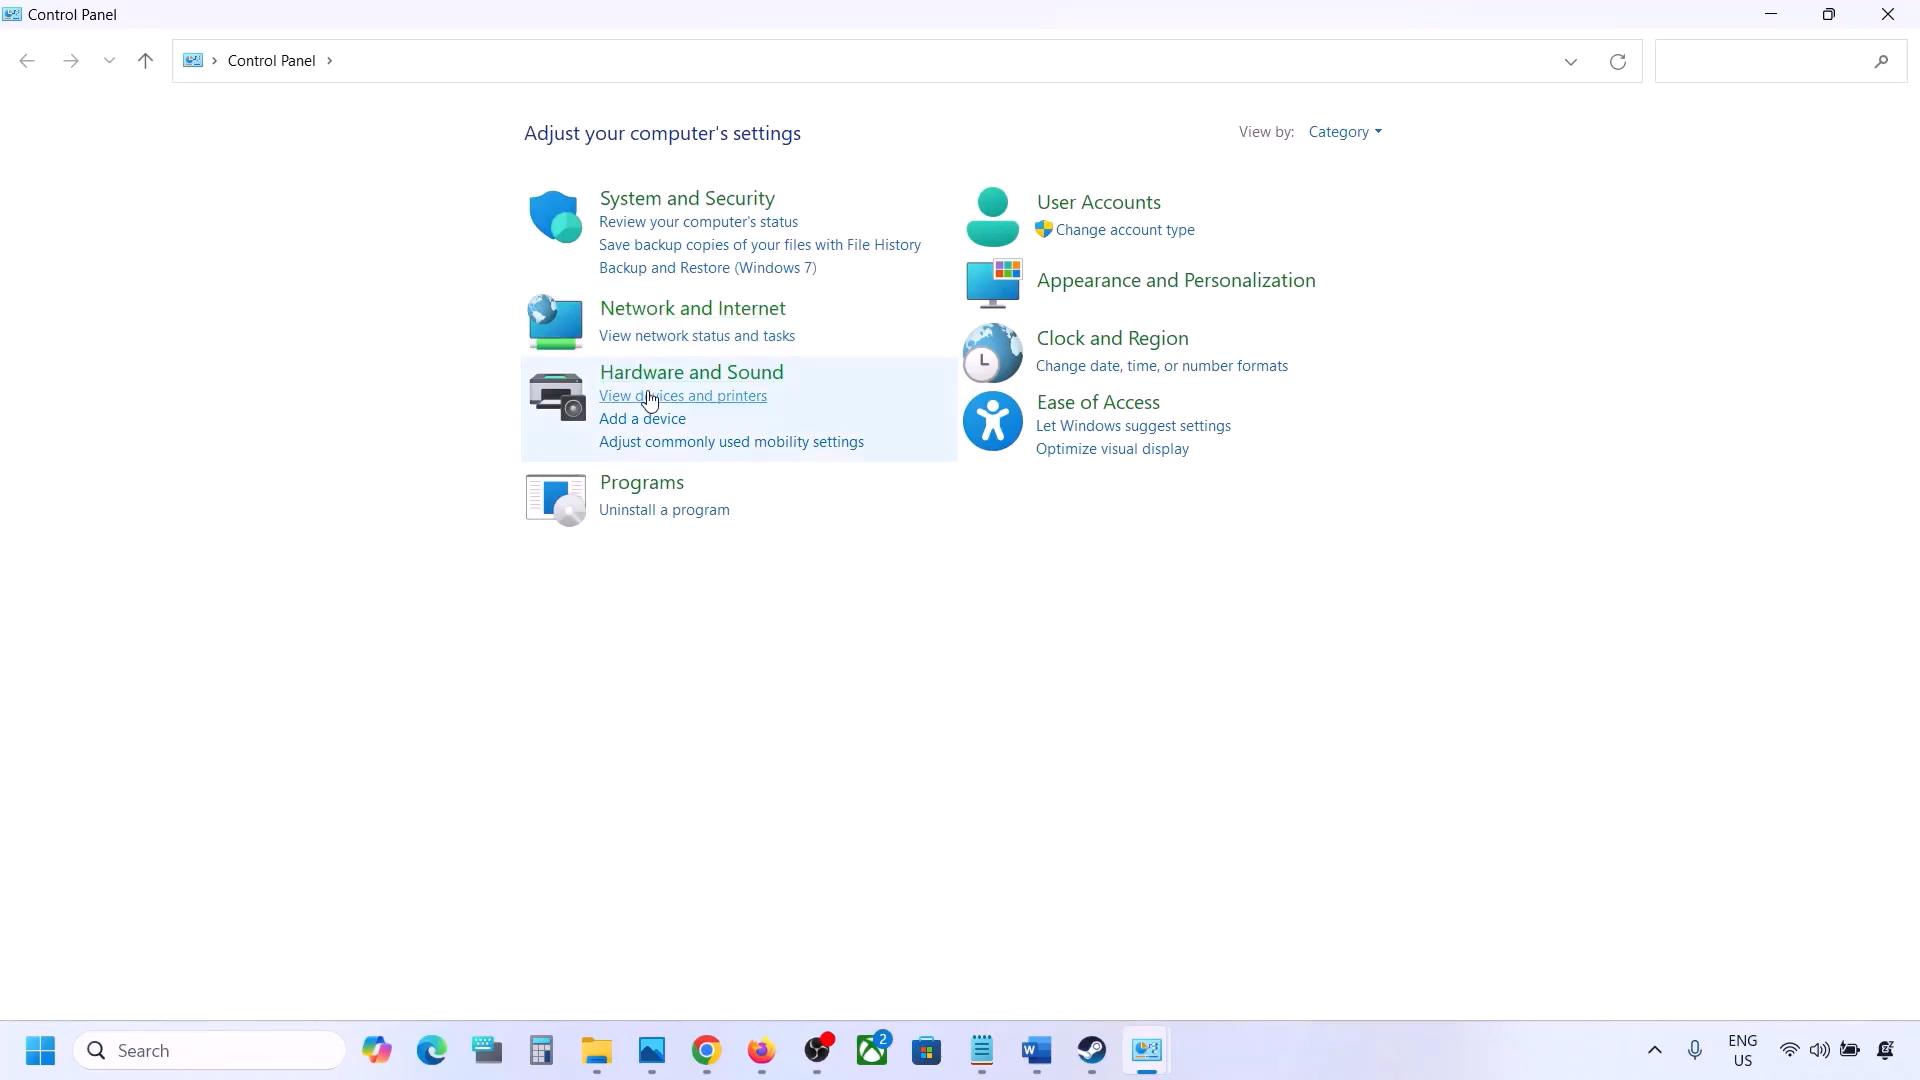 Control Panel
Control Panel
Adjust your computer's settings
View by: Category
System and Security
Review your computer's status
Save backup copies of your files with File History
Backup and Restore (Windows 7)
Network and Internet
View network status and tasks
Hardware and Sound
View devices and printers
Add a device
Adjust commonly used mobility settings
Programs
Uninstall a program
User Accounts
Change account type
Appearance and Personalization
Clock and Region
Change date, time, or number formats
Ease of Access
Let Windows suggest settings
Optimize visual display
Search
2
ENG
US